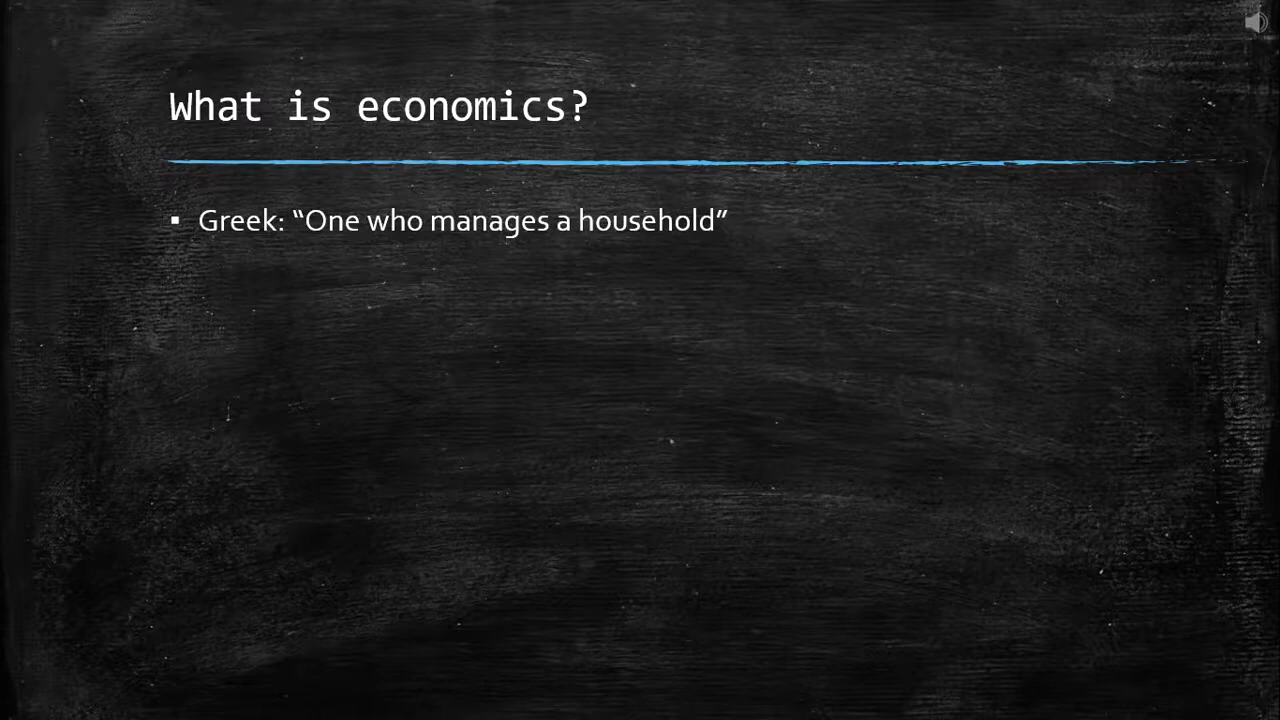 What is economics?
▪ Greek: “One who manages a household”